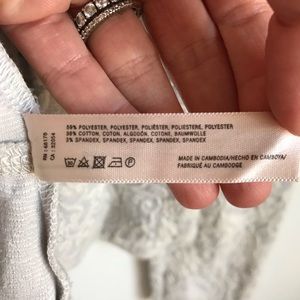 59% POLYESTER, POLYESTER, POLIÉSTER, POLIESTERE, POLYESTER
38% COTTON, COTON, ALGODÓN, COTONE, BAUMWOLLE
3% SPANDEX, SPANDEX, SPANDEX, SPANDEX, SPANDEX
MADE IN CAMBODIA/HECHO EN CAMBOYA/
FABRIQUÉ AU CAMBODGE